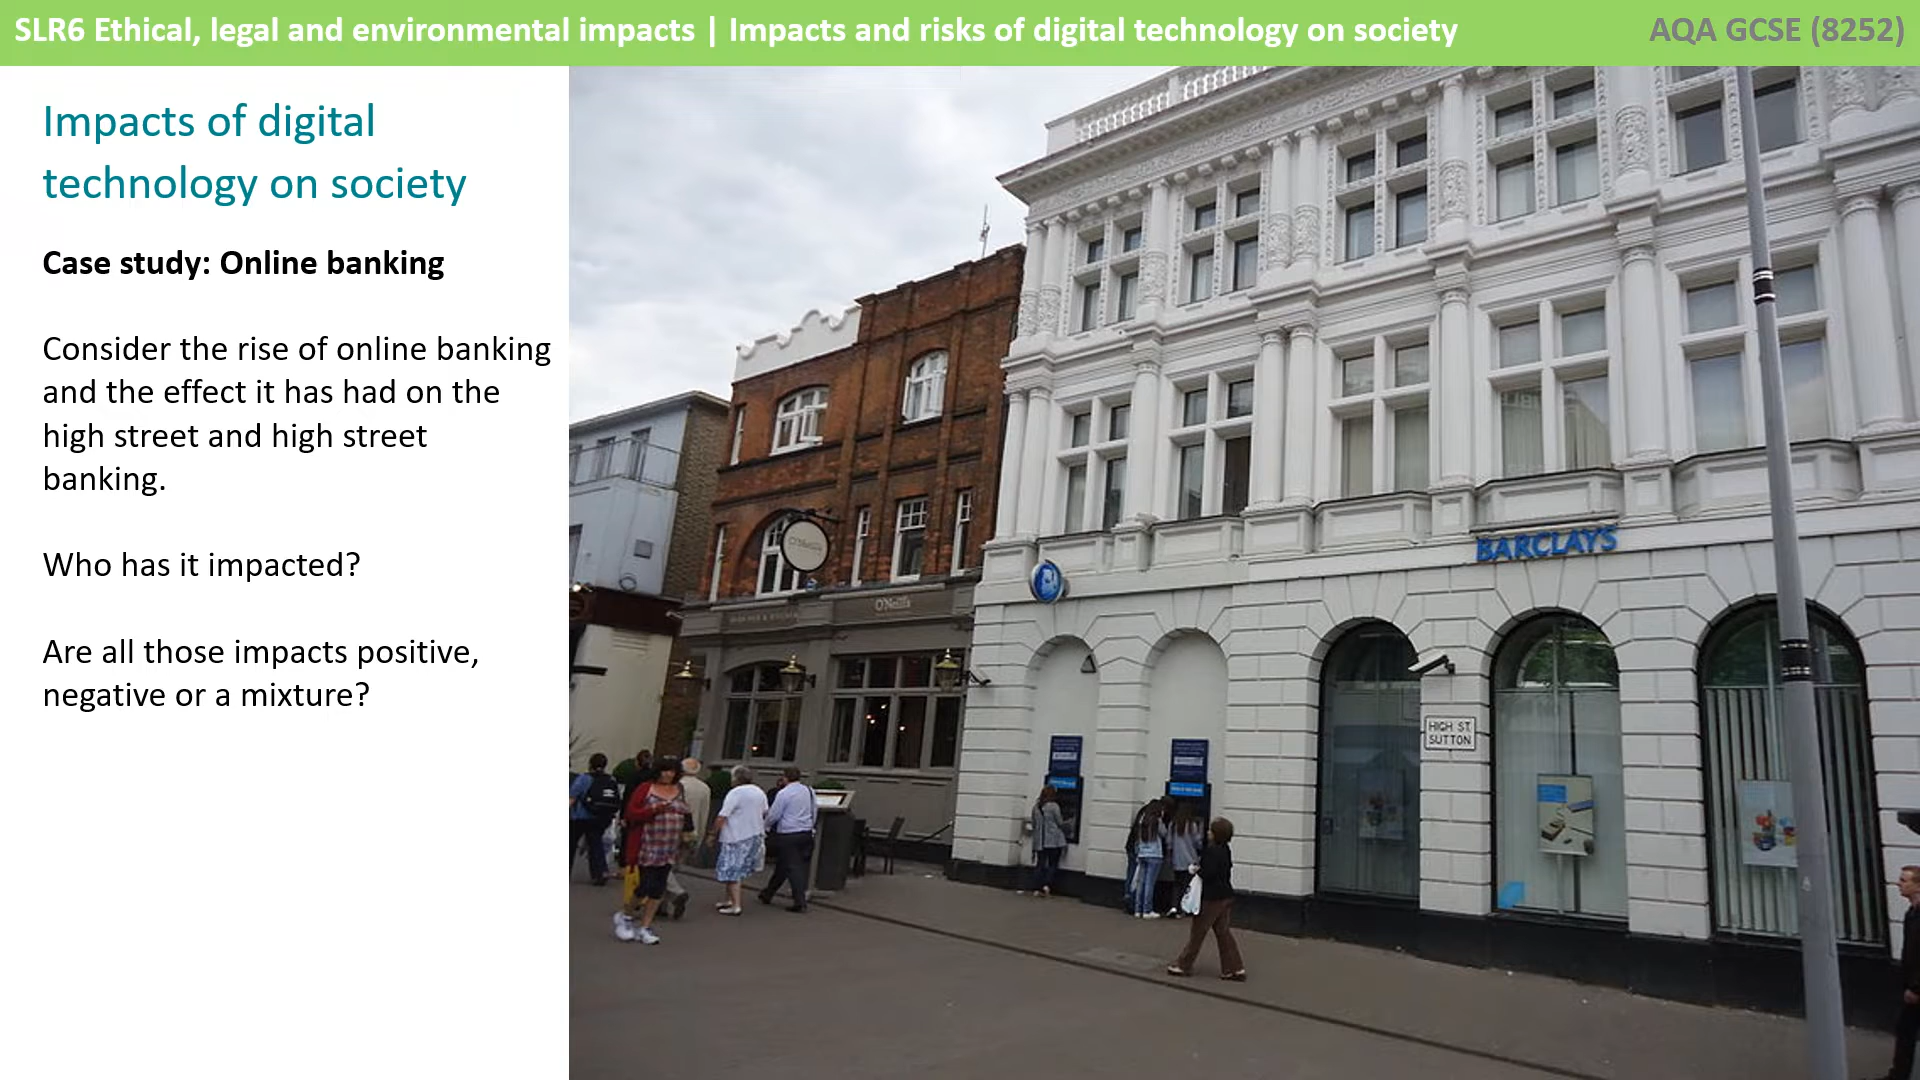 SLR6 Ethical, legal and environmental impacts | Impacts and risks of digital technology on society
AQA GCSE (8252)
Impacts of digital
technology on society
Case study: Online banking
Consider the rise of online banking
and the effect it has had on the
high street and high street
banking.
Who has it impacted?
Are all those impacts positive,
negative or a mixture?
O'Neills
O'Neills
BARCLAYS
HIGH ST.
SUTTON